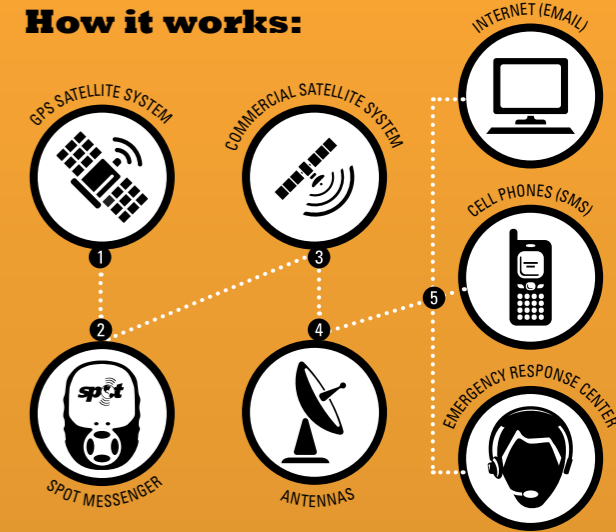 How it works:
INTERNET (EMAIL)
GPS SATELLITE SYSTEM
COMMERCIAL SATELLITE SYSTEM
CELL PHONES (SMS)
1
3
5
2
4
spot
EMERGENCY RESPONSE CENTER
SPOT MESSENGER
ANTENNAS